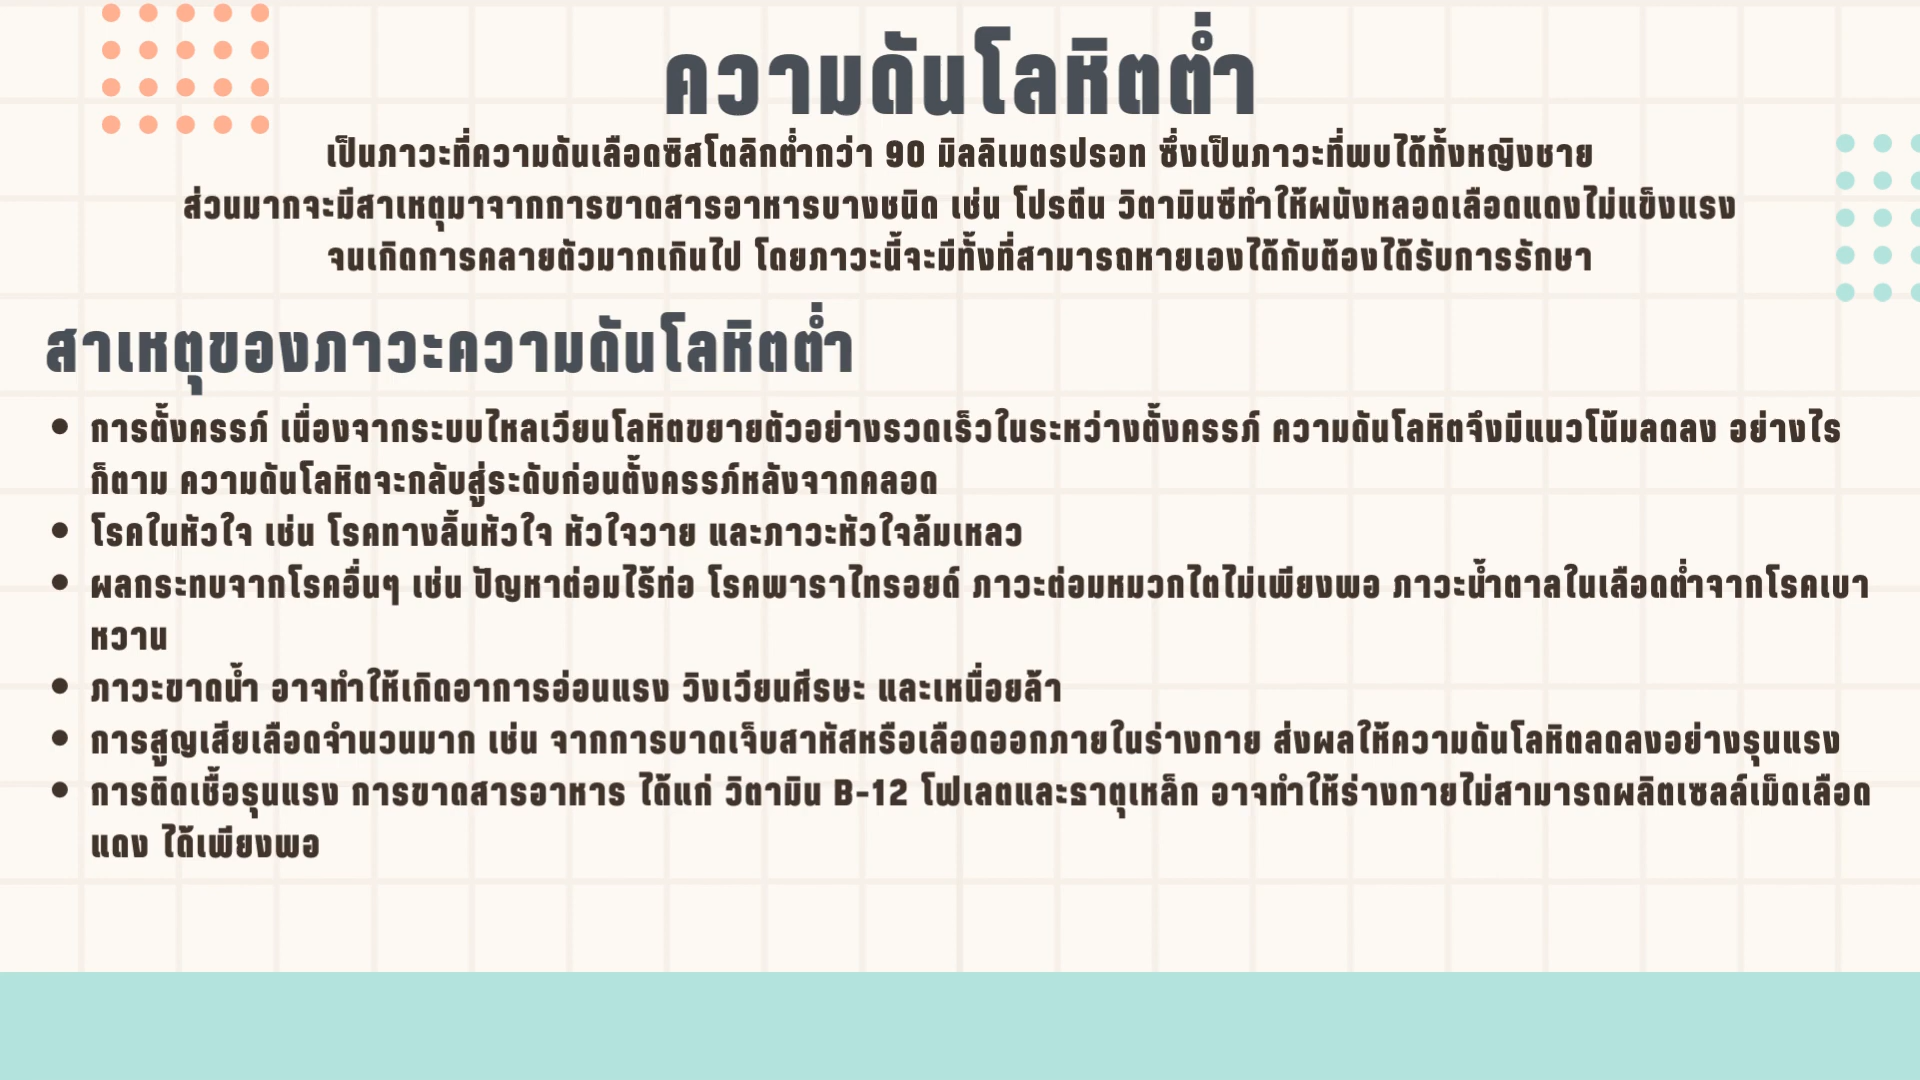 ความดันโลหิตต่ำ
เป็นภาวะที่ความดันเลือดซิสโตลิกต่ำกว่า 90 มิลลิเมตรปรอท ซึ่งเป็นภาวะที่พบได้ทั้งหญิงชาย
ส่วนมากจะมีสาเหตุมาจากการขาดสารอาหารบางชนิด เช่น โปรตีน วิตามินซีทำให้ผนังหลอดเลือดแดงไม่แข็งแรง
จนเกิดการคลายตัวมากเกินไป โดยภาวะนี้จะมีทั้งที่สามารถหายเองได้กับต้องได้รับการรักษา
สาเหตุของภาวะความดันโลหิตต่ำ
• การตั้งครรภ์ เนื่องจากระบบไหลเวียนโลหิตขยายตัวอย่างรวดเร็วในระหว่างตั้งครรภ์ ความดันโลหิตจึงมีแนวโน้มลดลง อย่างไร
ก็ตาม ความดันโลหิตจะกลับสู่ระดับก่อนตั้งครรภ์หลังจากคลอด
• โรคในหัวใจ เช่น โรคทางลิ้นหัวใจ หัวใจวาย และภาวะหัวใจล้มเหลว
• ผลกระทบจากโรคอื่นๆ เช่น ปัญหาต่อมไร้ท่อ โรคพาราไทรอยด์ ภาวะต่อมหมวกไตไม่เพียงพอ ภาวะน้ำตาลในเลือดต่ำจากโรคเบา
หวาน
• ภาวะขาดน้ำ อาจทำให้เกิดอาการอ่อนแรง วิงเวียนศีรษะ และเหนื่อยล้า
• การสูญเสียเลือดจำนวนมาก เช่น จากการบาดเจ็บสาหัสหรือเลือดออกภายในร่างกาย ส่งผลให้ความดันโลหิตลดลงอย่างรุนแรง
• การติดเชื้อรุนแรง การขาดสารอาหาร ได้แก่ วิตามิน B-12 โฟเลตและธาตุเหล็ก อาจทำให้ร่างกายไม่สามารถผลิตเซลล์เม็ดเลือด
แดง ได้เพียงพอ